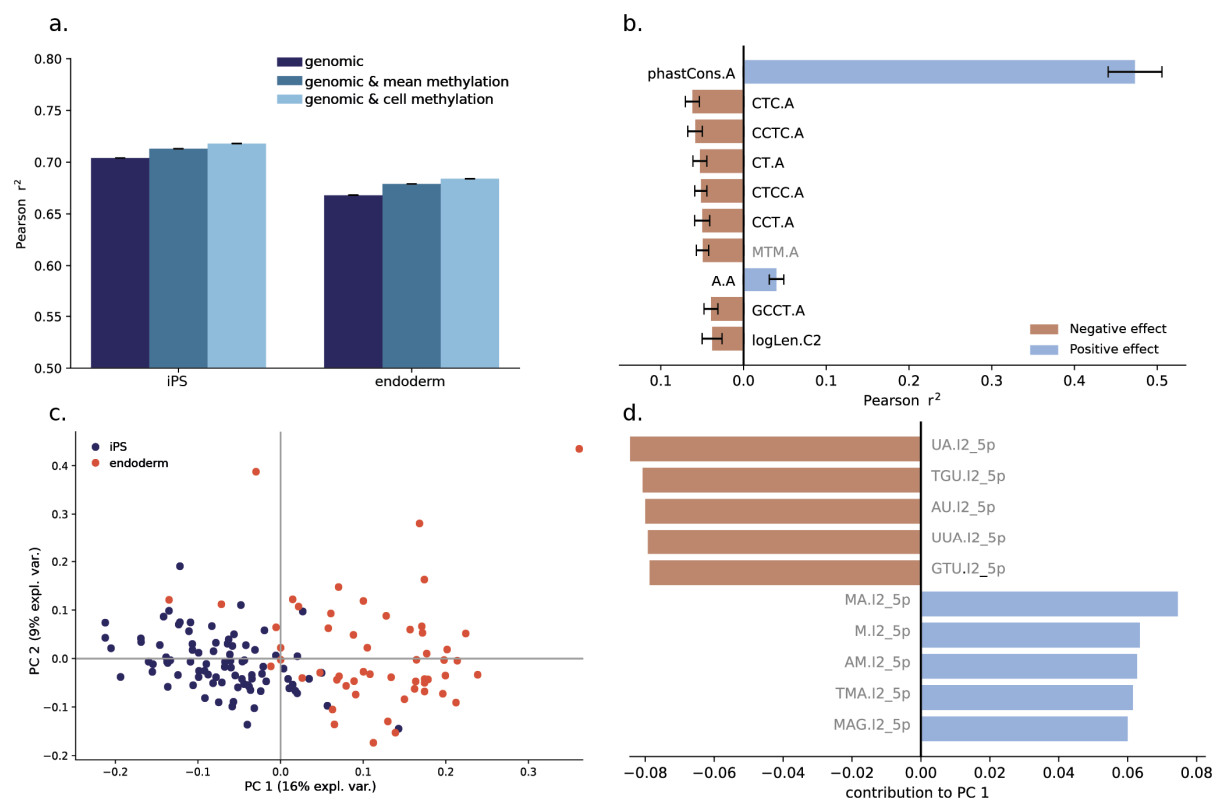 a.
genomic
genomic & mean methylation
genomic & cell methylation
Pearson r²
0.80
0.75
0.70
0.65
0.60
0.55
0.50
iPS
endoderm
b.
phastCons.A
CTC.A
CCTC.A
CT.A
CTCC.A
CCT.A
MTM.A
A.A
GCCT.A
logLen.C2
Negative effect
Positive effect
0.1 0.0 0.1 0.2 0.3 0.4 0.5
Pearson r²
c.
iPS
endoderm
PC 2 (9% expl. var.)
0.4
0.3
0.2
0.1
0.0
−0.1
−0.2
−0.2 −0.1 0.0 0.1 0.2 0.3
PC 1 (16% expl. var.)
d.
UA.I2_5p
TGU.I2_5p
AU.I2_5p
UUA.I2_5p
GTU.I2_5p
MA.I2_5p
M.I2_5p
AM.I2_5p
TMA.I2_5p
MAG.I2_5p
−0.08 −0.06 −0.04 −0.02 0.00 0.02 0.04 0.06 0.08
contribution to PC 1